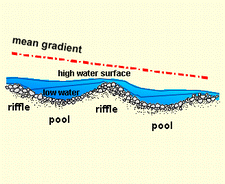 mean gradient
high water surface
low water
riffle
riffle
pool
pool